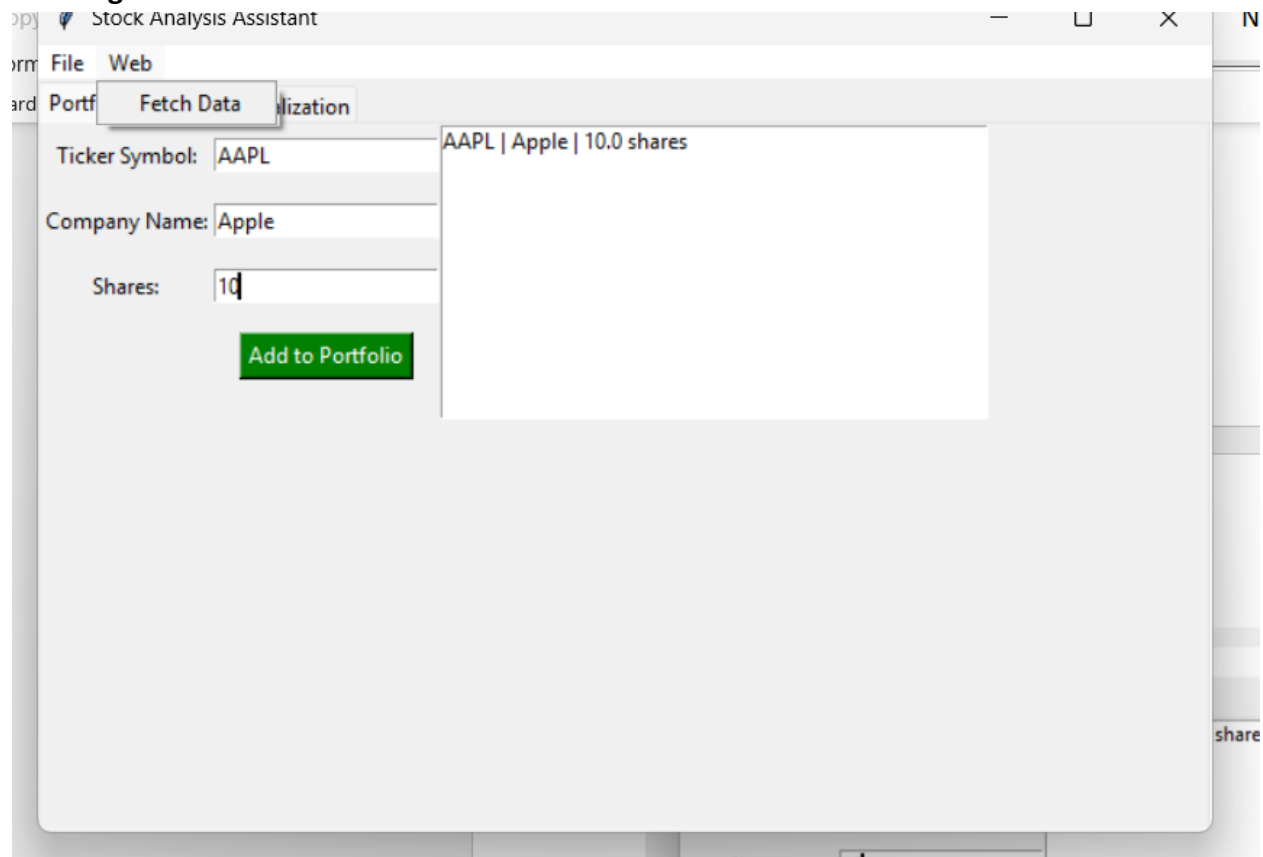 Stock Analysis Assistant
File Web
Portf
Fetch Data
lization
Ticker Symbol: AAPL
AAPL | Apple | 10.0 shares
Company Name: Apple
Shares: 10
Add to Portfolio
share